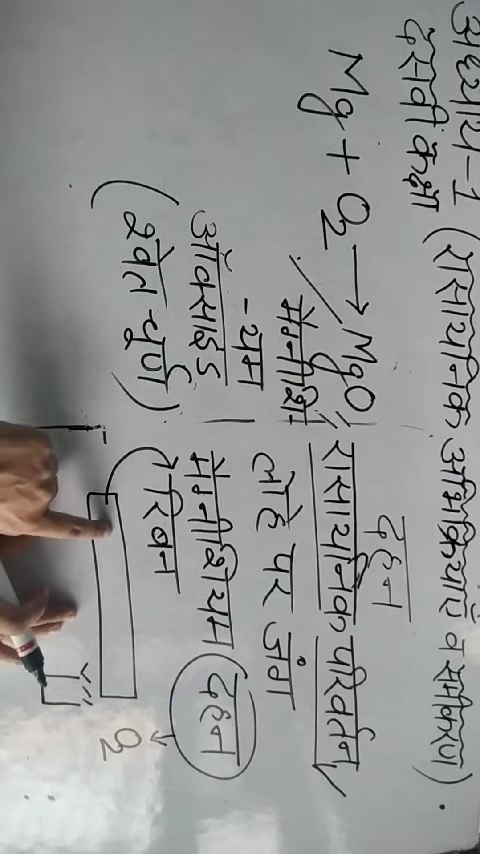 अध्याय-1 (रासायनिक अभिक्रियाएं व समीकरण).
दसवीं कक्षा
दहन
Mg + O2 → MgO
रासायनिक परिवर्तन
मैग्नीशि
-यम
ऑक्साइड
(श्वेत चूर्ण)
लोहे पर जंग
मैग्नीशियम दहन
रिबन
O2